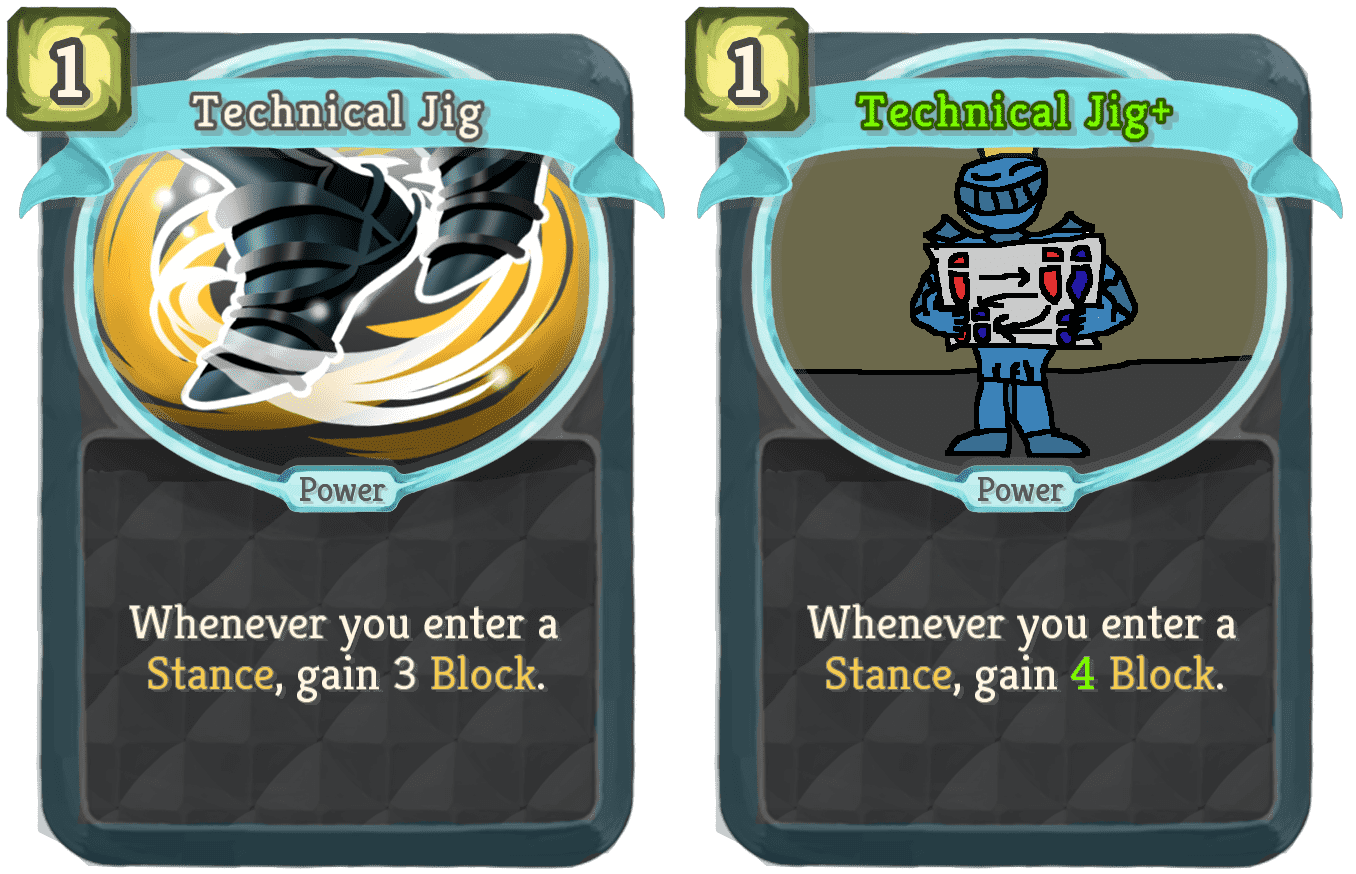 1
Technical Jig
Power
Whenever you enter a
Stance, gain 3 Block.
1
Technical Jig+
Power
Whenever you enter a
Stance, gain 4 Block.